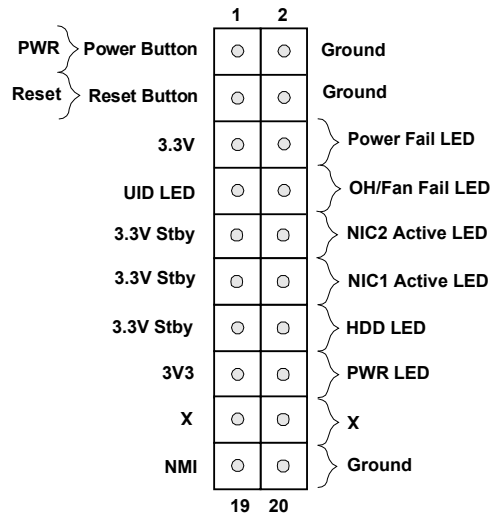 1 2
PWR Power Button Ground
Reset Reset Button Ground
3.3V Power Fail LED
UID LED OH/Fan Fail LED
3.3V Stby NIC2 Active LED
3.3V Stby NIC1 Active LED
3.3V Stby HDD LED
3V3 PWR LED
X X
NMI Ground
19 20